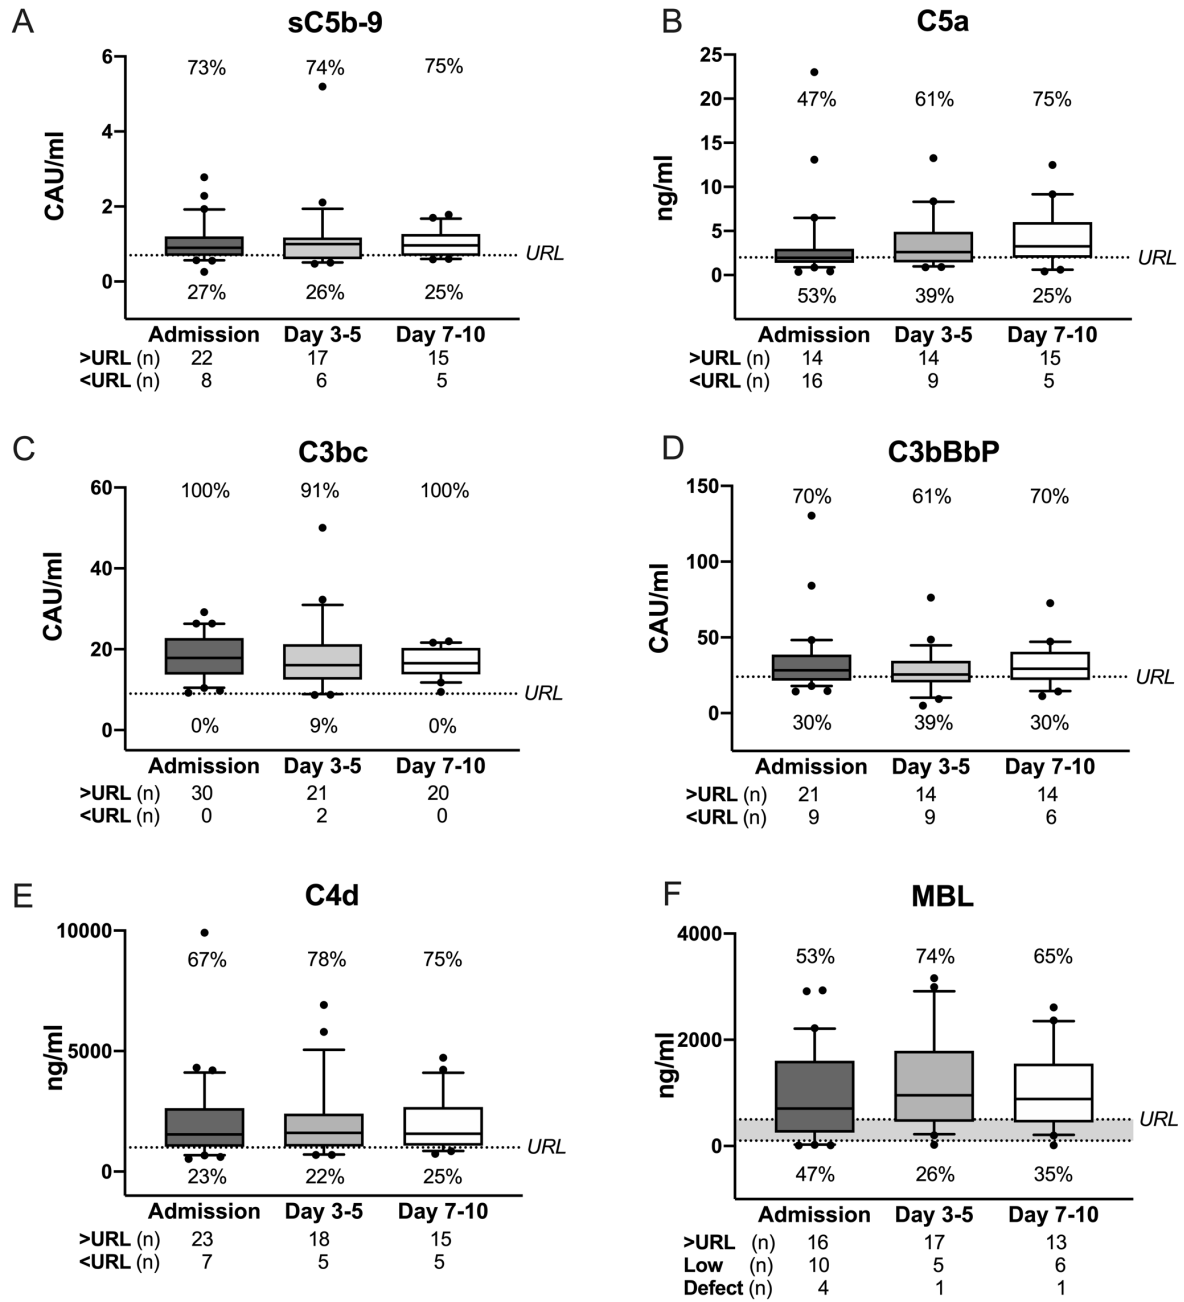 A
sC5b-9
6
4
2
0
CAU/ml
73% 74% 75%
URL
27% 26% 25%
Admission Day 3-5 Day 7-10
>URL (n) 22 17 15
<URL (n) 8 6 5
B
C5a
25
20
15
10
5
0
ng/ml
47% 61% 75%
URL
53% 39% 25%
Admission Day 3-5 Day 7-10
>URL (n) 14 14 15
<URL (n) 16 9 5
C
C3bc
60
40
20
0
CAU/ml
100% 91% 100%
URL
0% 9% 0%
Admission Day 3-5 Day 7-10
>URL (n) 30 21 20
<URL (n) 0 2 0
D
C3bBbP
150
100
50
0
CAU/ml
70% 61% 70%
URL
30% 39% 30%
Admission Day 3-5 Day 7-10
>URL (n) 21 14 14
<URL (n) 9 9 6
E
C4d
10000
5000
0
ng/ml
67% 78% 75%
URL
23% 22% 25%
Admission Day 3-5 Day 7-10
>URL (n) 23 18 15
<URL (n) 7 5 5
F
MBL
4000
2000
0
ng/ml
53% 74% 65%
URL
47% 26% 35%
Admission Day 3-5 Day 7-10
>URL (n) 16 17 13
Low (n) 10 5 6
Defect (n) 4 1 1